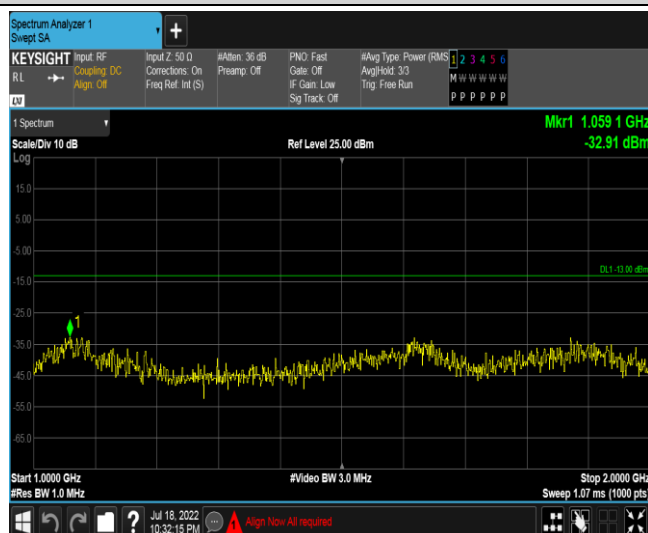 Spectrum Analyzer 1
Swept SA
+
KEYSIGHT
RL
LXI
Input: RF
Coupling: DC
Align: Off
Input Z: 50 Ω
Corrections: On
Freq Ref: Int (S)
#Atten: 36 dB
Preamp: Off
PNO: Fast
Gate: Off
IF Gain: Low
Sig Track: Off
#Avg Type: Power (RMS
Avg|Hold: 3/3
Trig: Free Run
1 2 3 4 5 6
M W W W W W
P P P P P P
1 Spectrum
Mkr1 1.059 1 GHz
Scale/Div 10 dB
Ref Level 25.00 dBm
-32.91 dBm
Log
15.0
5.00
-5.00
DL1 -13.00 dBm
-15.0
-25.0
1
-35.0
-45.0
-55.0
-65.0
Start 1.0000 GHz
#Video BW 3.0 MHz
Stop 2.0000 GHz
#Res BW 1.0 MHz
Sweep 1.07 ms (1000 pts)
?
Jul 18, 2022
10:32:15 PM
Align Now All required